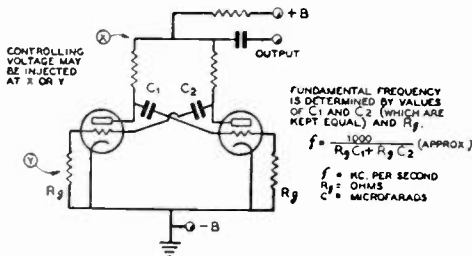 +B
X
CONTROLLING
VOLTAGE MAY
BE INJECTED
AT X OR Y
OUTPUT
C1 C2
FUNDAMENTAL FREQUENCY
IS DETERMINED BY VALUES
OF C1 AND C2 (WHICH ARE
KEPT EQUAL) AND Rg.
f = 1000 / RgC1 + RgC2 (APPROX.)
Y
Rg
Rg
f = KC. PER SECOND
Rg = OHMS
C = MICROFARADS
-B